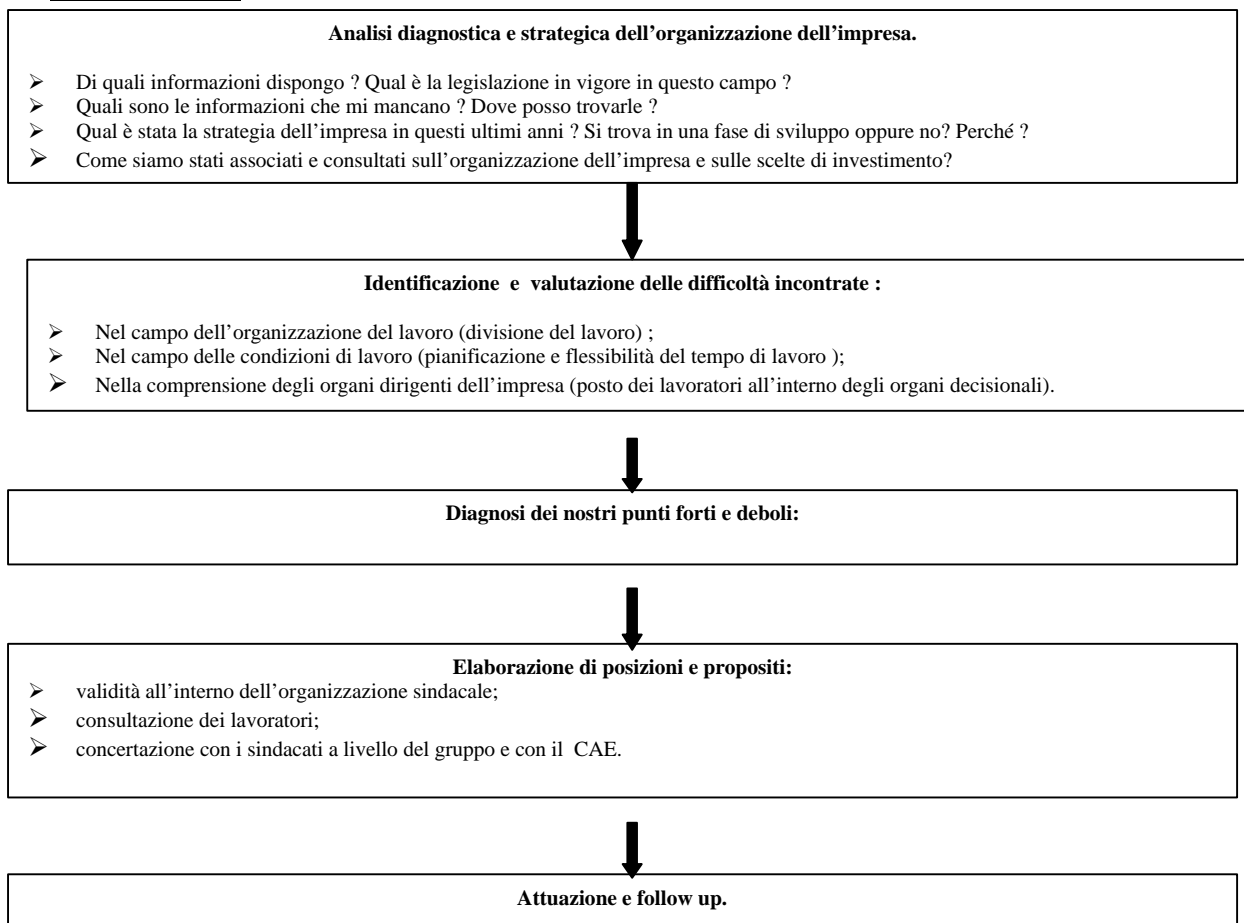 Analisi diagnostica e strategica dell'organizzazione dell'impresa.
➢ Di quali informazioni dispongo ? Qual è la legislazione in vigore in questo campo ?
➢ Quali sono le informazioni che mi mancano ? Dove posso trovarle ?
➢ Qual è stata la strategia dell'impresa in questi ultimi anni ? Si trova in una fase di sviluppo oppure no? Perché ?
➢ Come siamo stati associati e consultati sull'organizzazione dell'impresa e sulle scelte di investimento?
Identificazione e valutazione delle difficoltà incontrate :
➢ Nel campo dell'organizzazione del lavoro (divisione del lavoro) ;
➢ Nel campo delle condizioni di lavoro (pianificazione e flessibilità del tempo di lavoro );
➢ Nella comprensione degli organi dirigenti dell'impresa (posto dei lavoratori all'interno degli organi decisionali).
Diagnosi dei nostri punti forti e deboli:
Elaborazione di posizioni e propositi:
➢ validità all'interno dell'organizzazione sindacale;
➢ consultazione dei lavoratori;
➢ concertazione con i sindacati a livello del gruppo e con il CAE.
Attuazione e follow up.